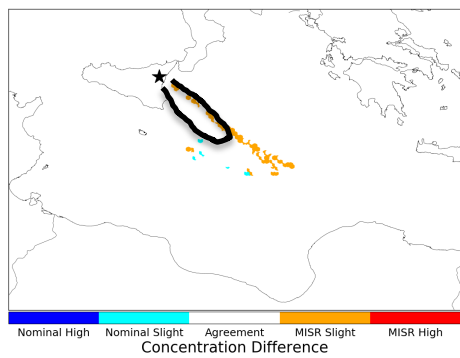 Nominal High Nominal Slight Agreement MISR Slight MISR High
Concentration Difference